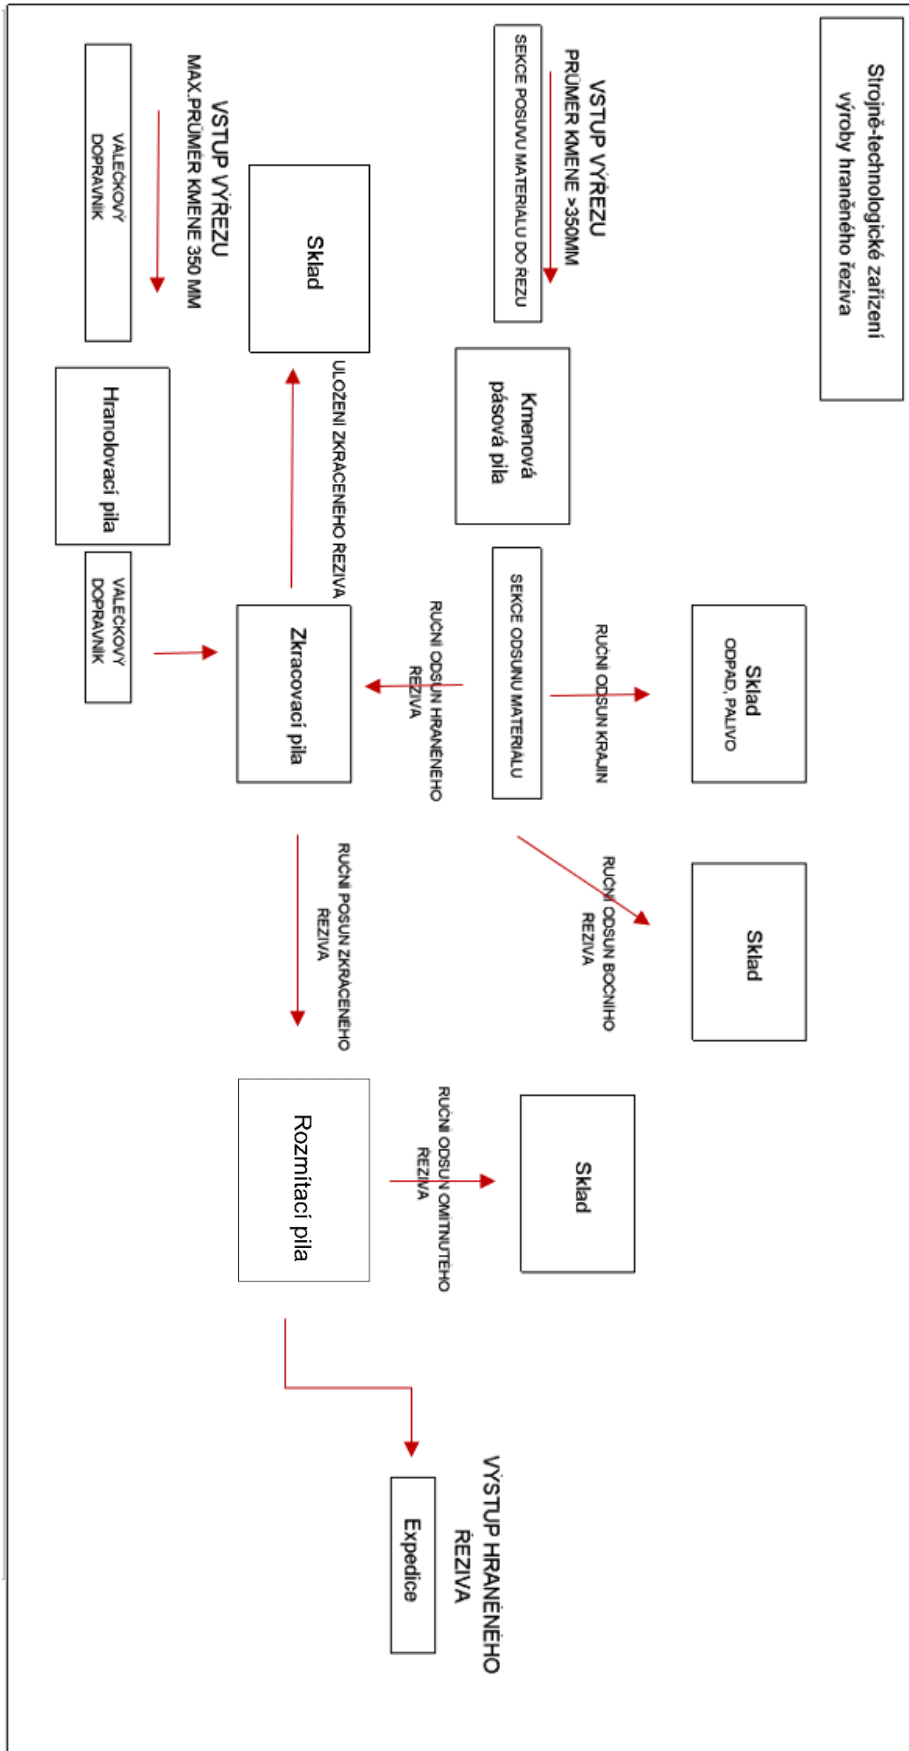 Strojně-technologické zařízení
výroby hraněného řeziva
VSTUP VÝŘEZU
PRŮMĚR KMENE >350MM
SEKCE POSUVU MATERIÁLU DO ŘEZU
Kmenová
pásová pila
SEKCE ODSUNU MATERIÁLU
RUČNÍ ODSUN KRAJIN
Sklad
ODPAD, PALIVO
RUČNÍ ODSUN BOČNÍHO
ŘEZIVA
Sklad
RUČNÍ ODSUN HRANĚNÉHO
ŘEZIVA
Sklad
ULOŽENÍ ZKRÁCENÉHO ŘEZIVA
VSTUP VÝŘEZU
MAX.PRŮMĚR KMENE 350 MM
VÁLEČKOVÝ
DOPRAVNÍK
Hranolovací pila
VÁLEČKOVÝ
DOPRAVNÍK
Zkracovací pila
RUČNÍ POSUN ZKRÁCENÉHO
ŘEZIVA
Rozmítací pila
RUČNÍ ODSUN OMÍTNUTÉHO
ŘEZIVA
Sklad
VÝSTUP HRANĚNÉHO
ŘEZIVA
Expedice